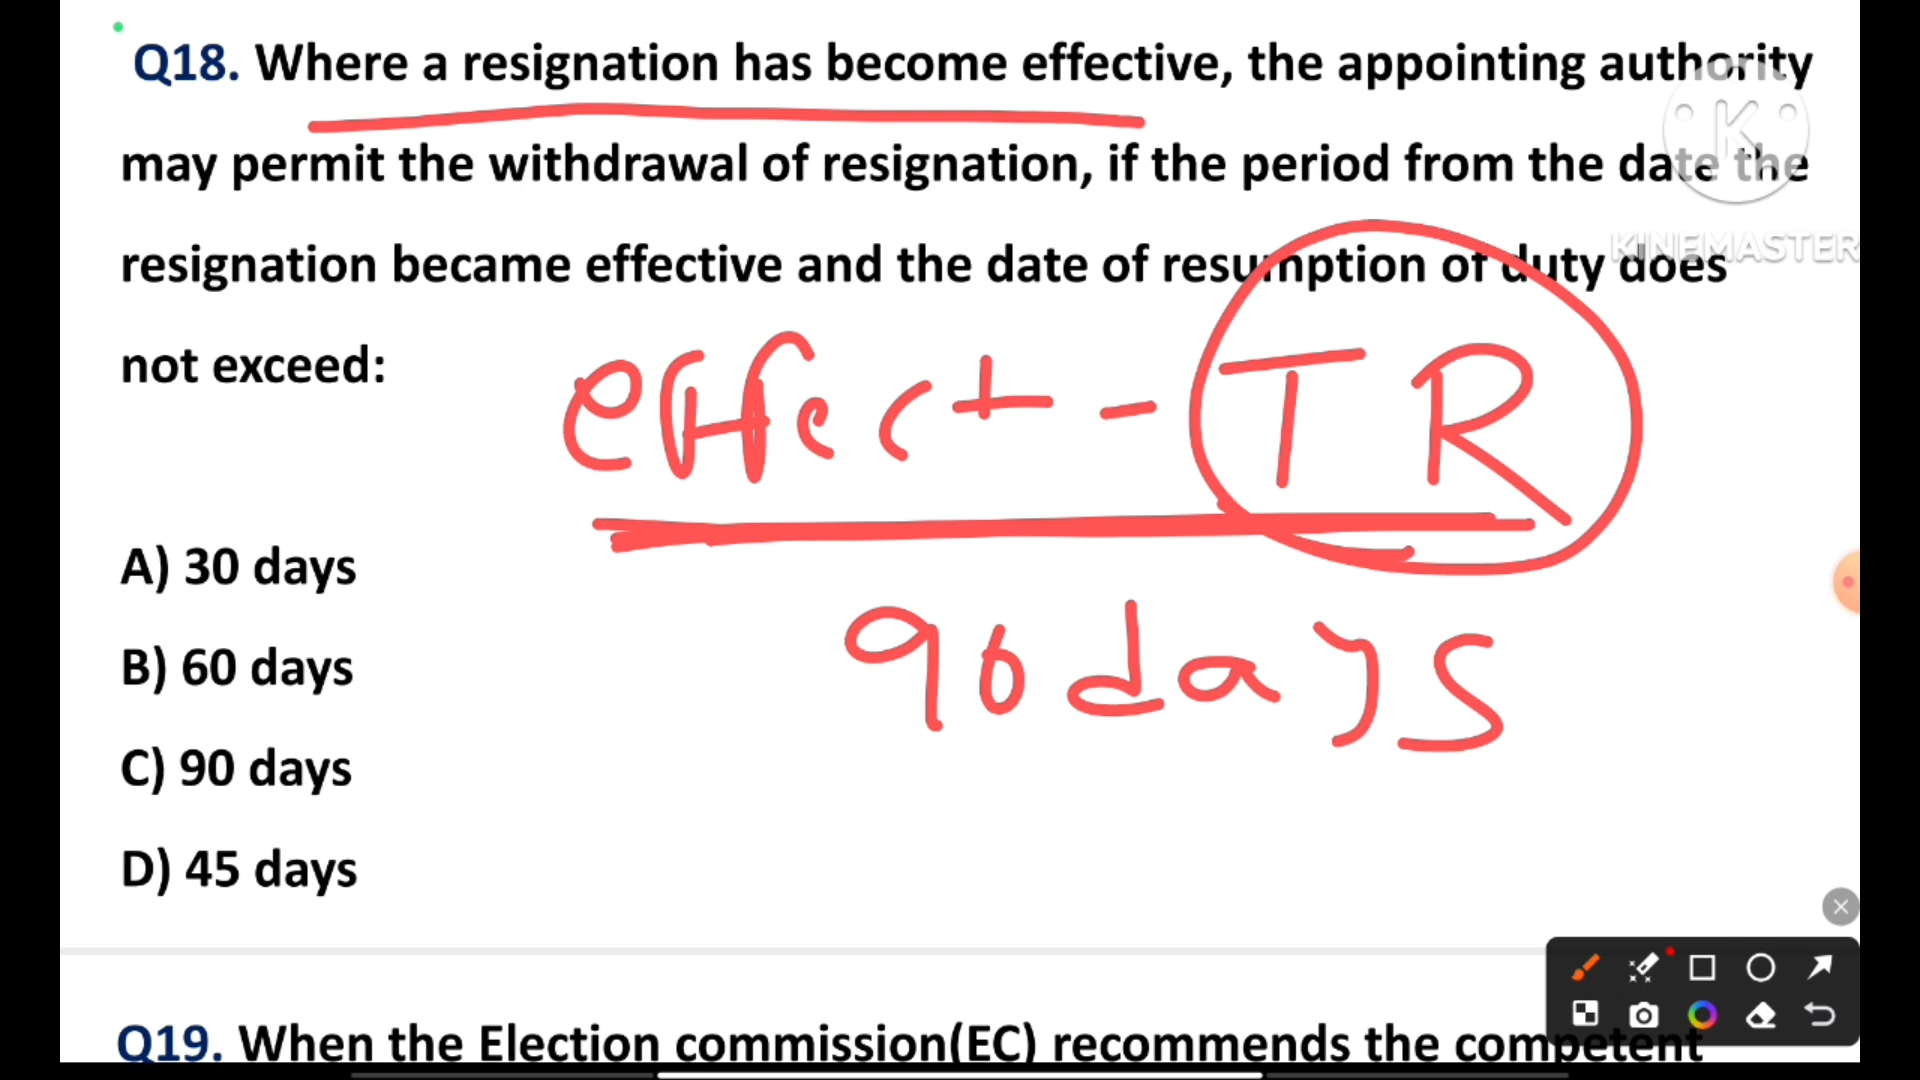 Q18. Where a resignation has become effective, the appointing authority
may permit the withdrawal of resignation, if the period from the date the
resignation became effective and the date of resumption of duty does
not exceed:
K
KINEMASTER
effect - TR
90 days
A) 30 days
B) 60 days
C) 90 days
D) 45 days
Q19. When the Election commission(EC) recommends the competent